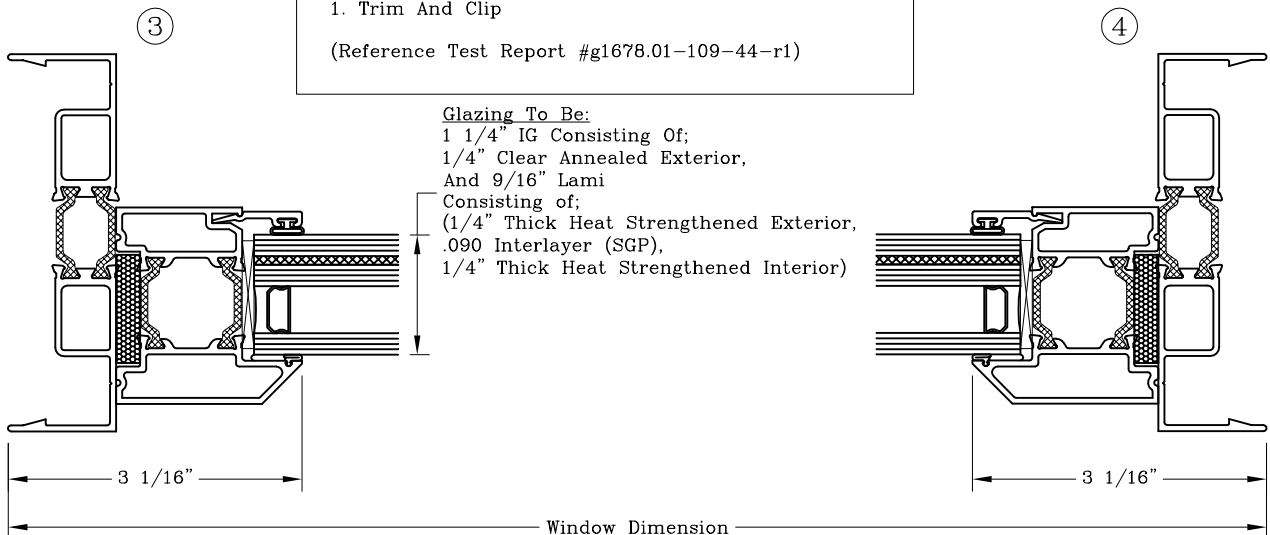 3
1. Trim And Clip
4
(Reference Test Report #g1678.01-109-44-r1)
Glazing To Be:
1 1/4" IG Consisting Of;
1/4" Clear Annealed Exterior,
And 9/16" Lami
Consisting of;
(1/4" Thick Heat Strengthened Exterior,
.090 Interlayer (SGP),
1/4" Thick Heat Strengthened Interior)
3 1/16"
3 1/16"
Window Dimension